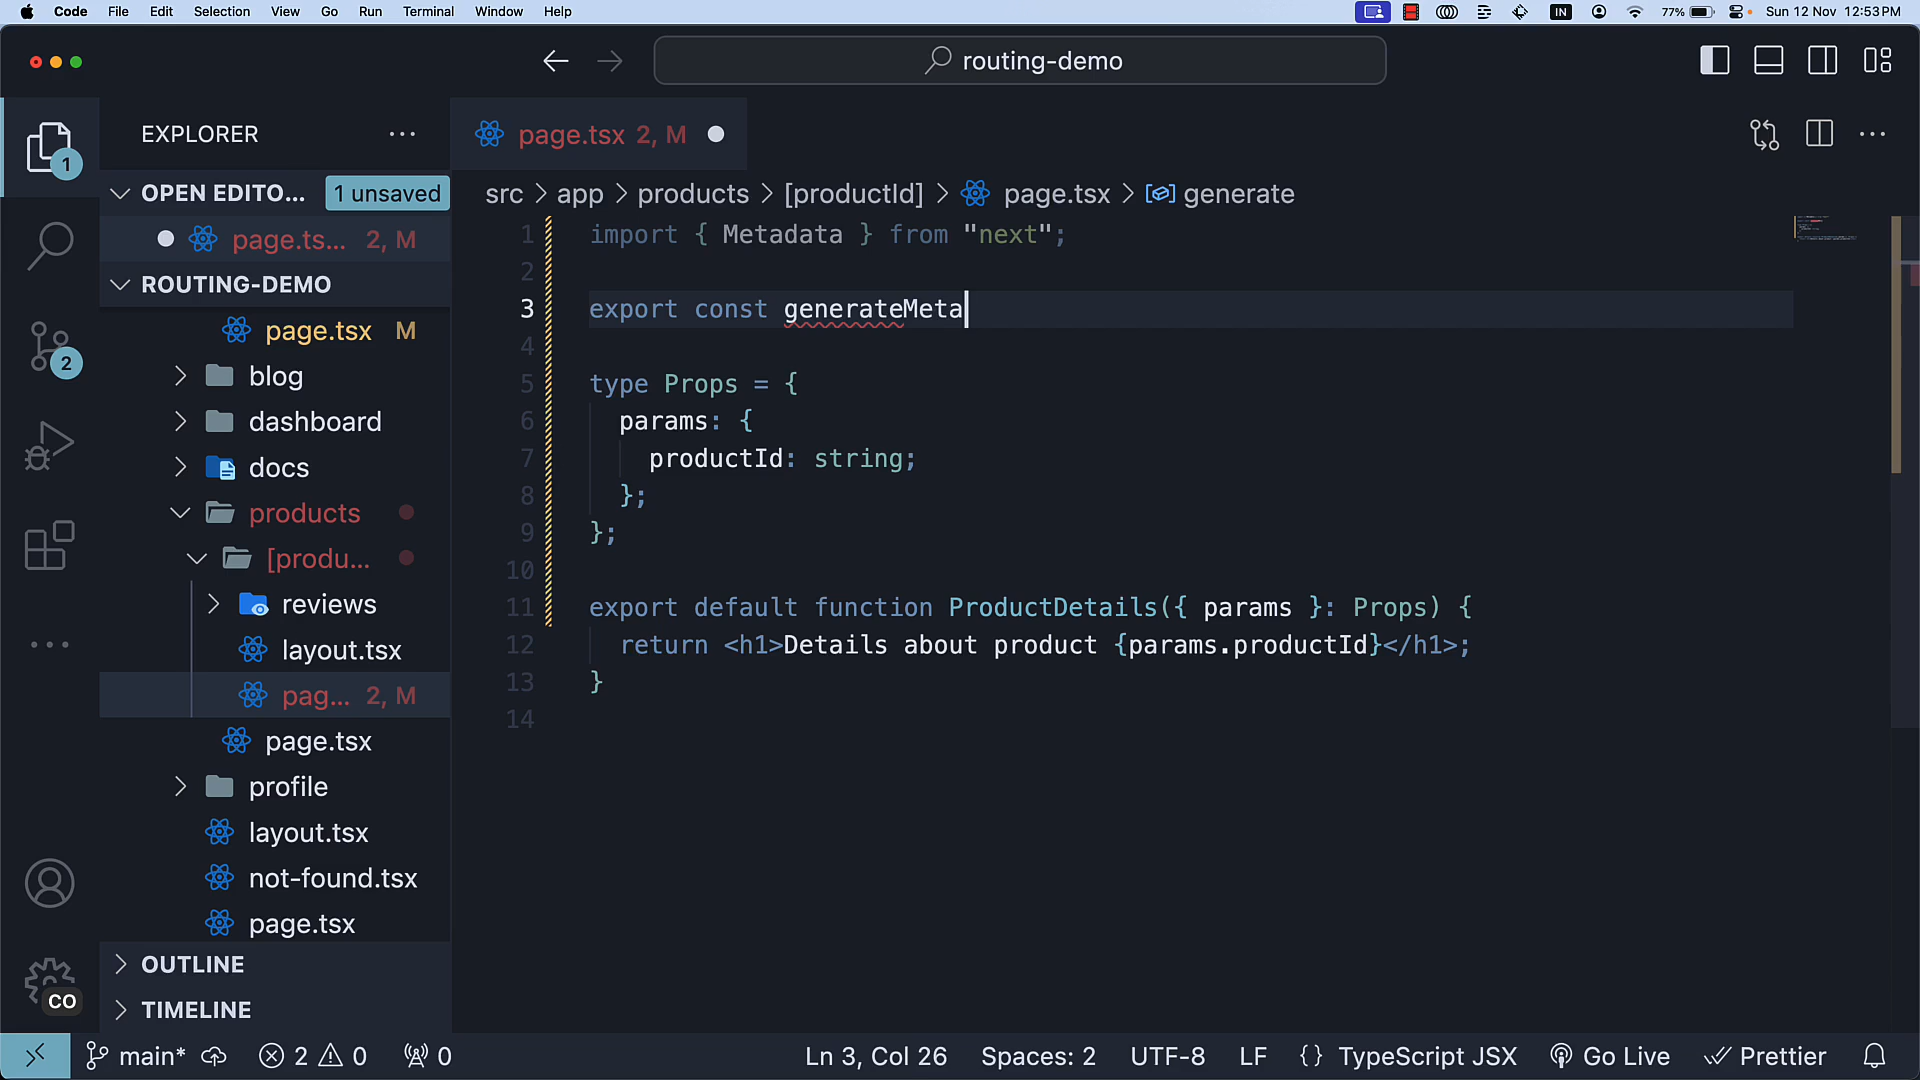 Code File Edit Selection View Go Run Terminal Window Help IN 77% Sun 12 Nov 12:53 PM
routing-demo
EXPLORER
1
OPEN EDITO... 1 unsaved
page.ts... 2, M
ROUTING-DEMO
page.tsx M
blog
dashboard
docs
products
[produ...
reviews
layout.tsx
pag... 2, M
page.tsx
profile
layout.tsx
not-found.tsx
page.tsx
OUTLINE
TIMELINE
2
CO
page.tsx 2, M
src > app > products > [productId] > page.tsx > generate
1 import { Metadata } from "next";
2
3 export const generateMeta
4
5 type Props = {
6 params: {
7 productId: string;
8 };
9 };
10
11 export default function ProductDetails({ params }: Props) {
12 return <h1>Details about product {params.productId}</h1>;
13 }
14
main* 2 0 0 Ln 3, Col 26 Spaces: 2 UTF-8 LF {} TypeScript JSX Go Live Prettier